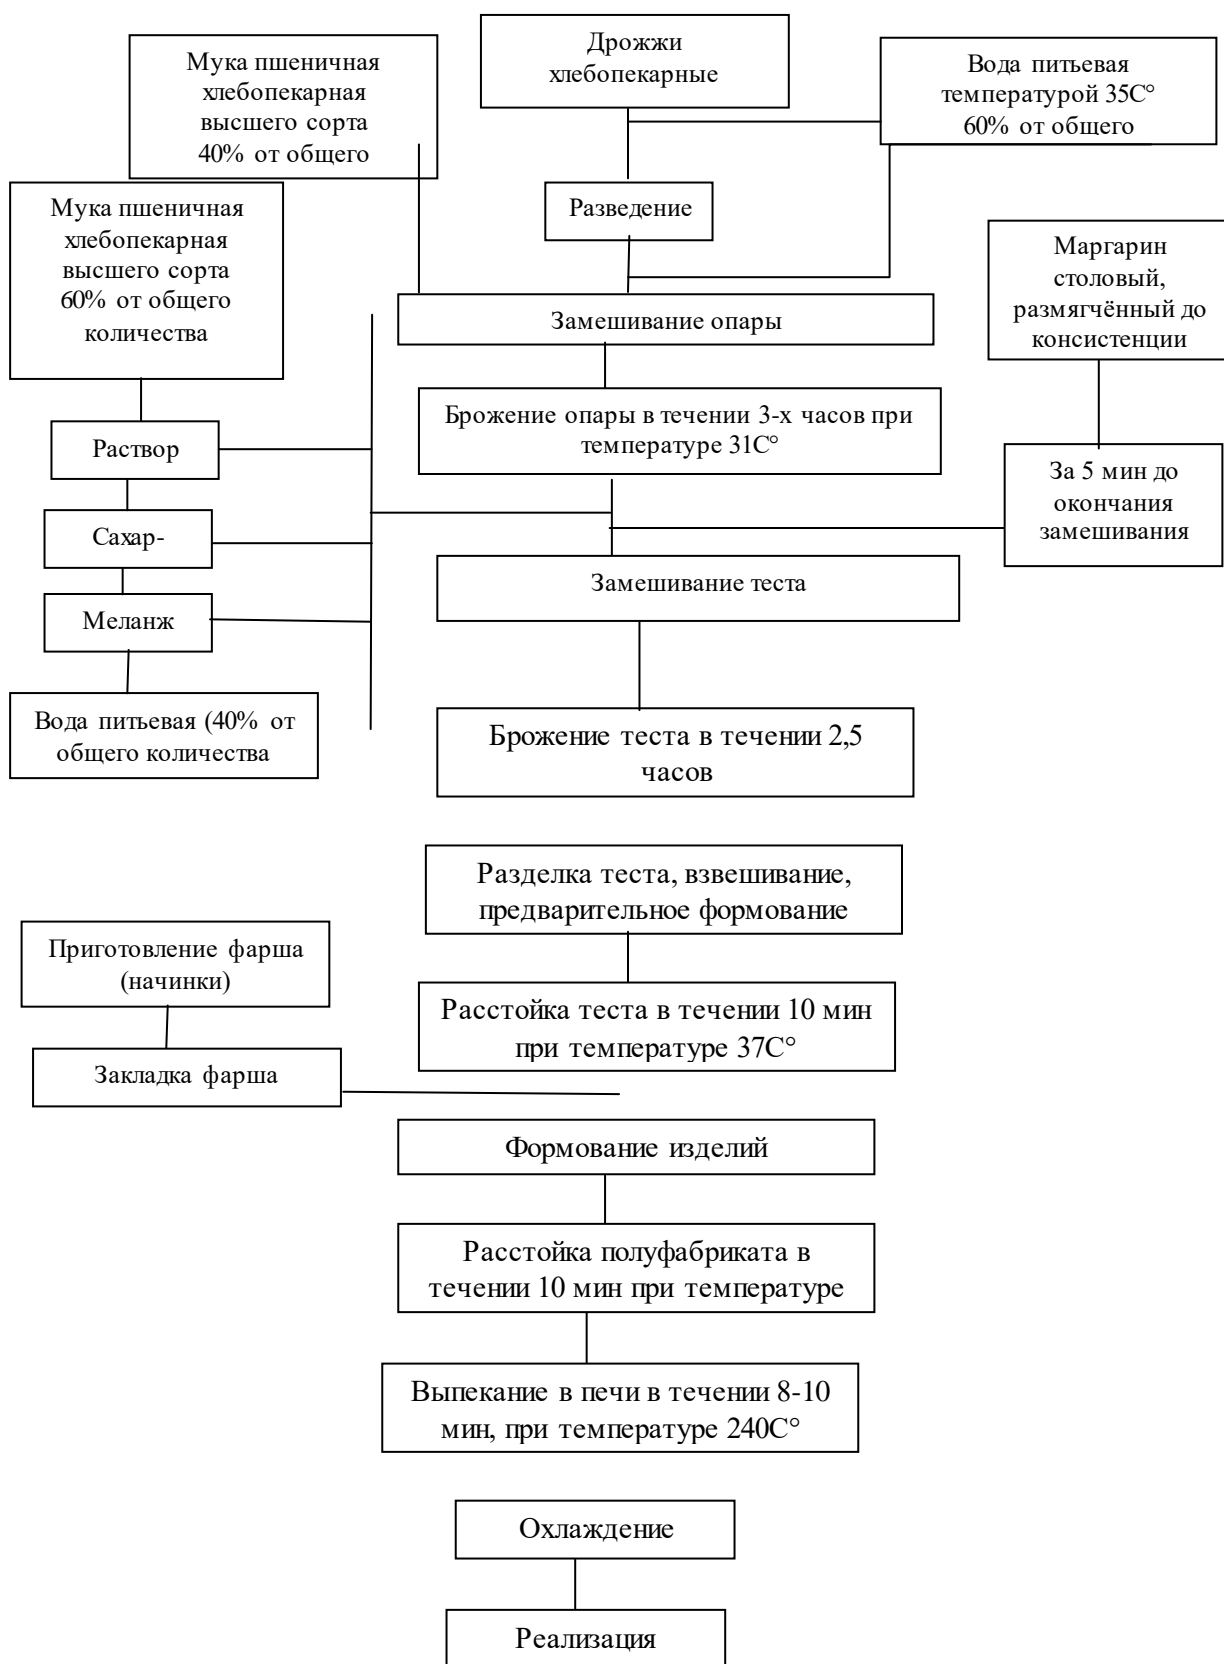 Дрожжи
хлебопекарные
Мука пшеничная
хлебопекарная
высшего сорта
40% от общего
Вода питьевая
температурой 35С°
60% от общего
Мука пшеничная
хлебопекарная
высшего сорта
60% от общего
количества
Разведение
Маргарин
столовый,
размягчённый до
консистенции
Замешивание опары
Брожение опары в течении 3-х часов при
температуре 31С°
Раствор
За 5 мин до
окончания
замешивания
Сахар-
Замешивание теста
Меланж
Вода питьевая (40% от
общего количества
Брожение теста в течении 2,5
часов
Разделка теста, взвешивание,
предварительное формование
Приготовление фарша
(начинки)
Расстойка теста в течении 10 мин
при температуре 37С°
Закладка фарша
Формование изделий
Расстойка полуфабриката в
течении 10 мин при температуре
Выпекание в печи в течении 8-10
мин, при температуре 240С°
Охлаждение
Реализация